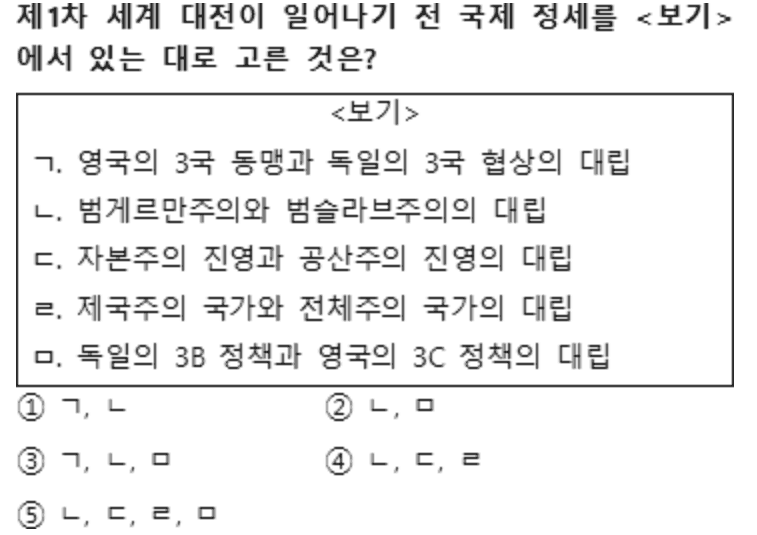 제1차 세계 대전이 일어나기 전 국제 정세를 <보기>
에서 있는 대로 고른 것은?
<보기>
ㄱ. 영국의 3국 동맹과 독일의 3국 협상의 대립
ㄴ. 범게르만주의와 범슬라브주의의 대립
ㄷ. 자본주의 진영과 공산주의 진영의 대립
ㄹ. 제국주의 국가와 전체주의 국가의 대립
ㅁ. 독일의 3B 정책과 영국의 3C 정책의 대립
① ㄱ, ㄴ ② ㄴ, ㅁ
③ ㄱ, ㄴ, ㅁ ④ ㄴ, ㄷ, ㄹ
⑤ ㄴ, ㄷ, ㄹ, ㅁ